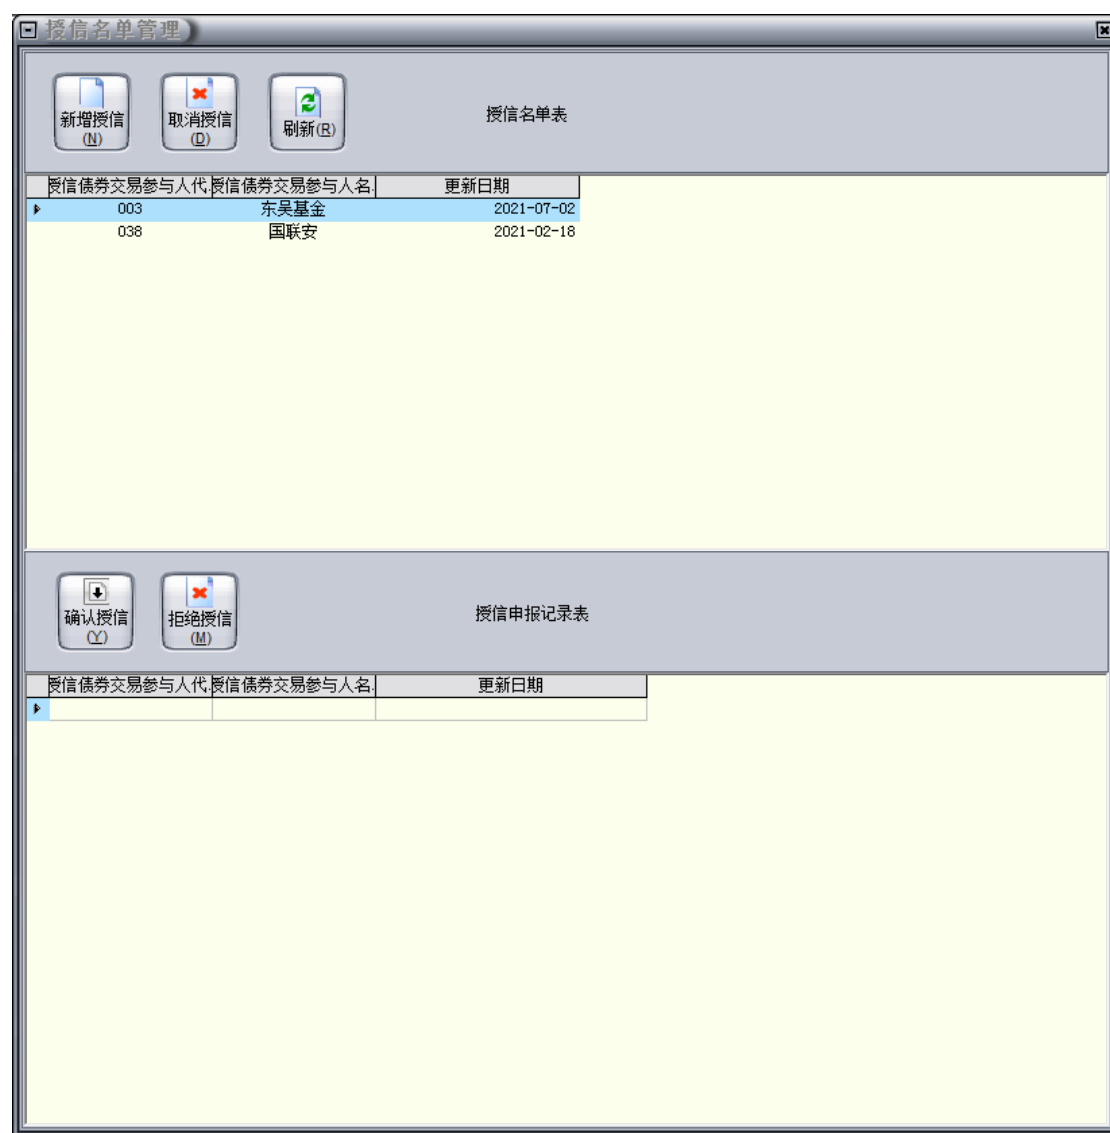 授信名单管理
新增授信
(N)
取消授信
(D)
刷新(R)
授信名单表
授信债券交易参与人代.
授信债券交易参与人名.
更新日期
003 东吴基金 2021-07-02
038 国联安 2021-02-18
确认授信
(Y)
拒绝授信
(M)
授信申报记录表
授信债券交易参与人代.
授信债券交易参与人名.
更新日期